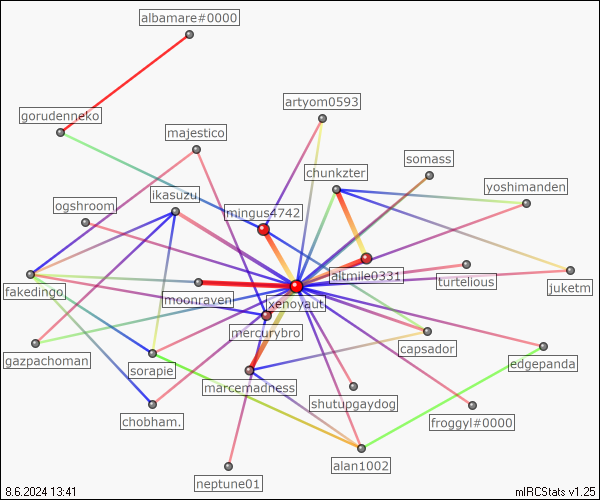 albamare#0000
artyom0593
gorudenneko
majestico
somass
chunkzter
yoshimanden
ikasuzu
ogshroom
mingus4742
aitmile0331
turtelious
juketm
fakedingo
moonraven
xenoyaut
mercurybro
capsador
gazpachoman
sorapie
edgepanda
marcemadness
shutupgaydog
chobham.
froggyl#0000
alan1002
neptune01
8.6.2024 13:41
mIRCStats v1.25